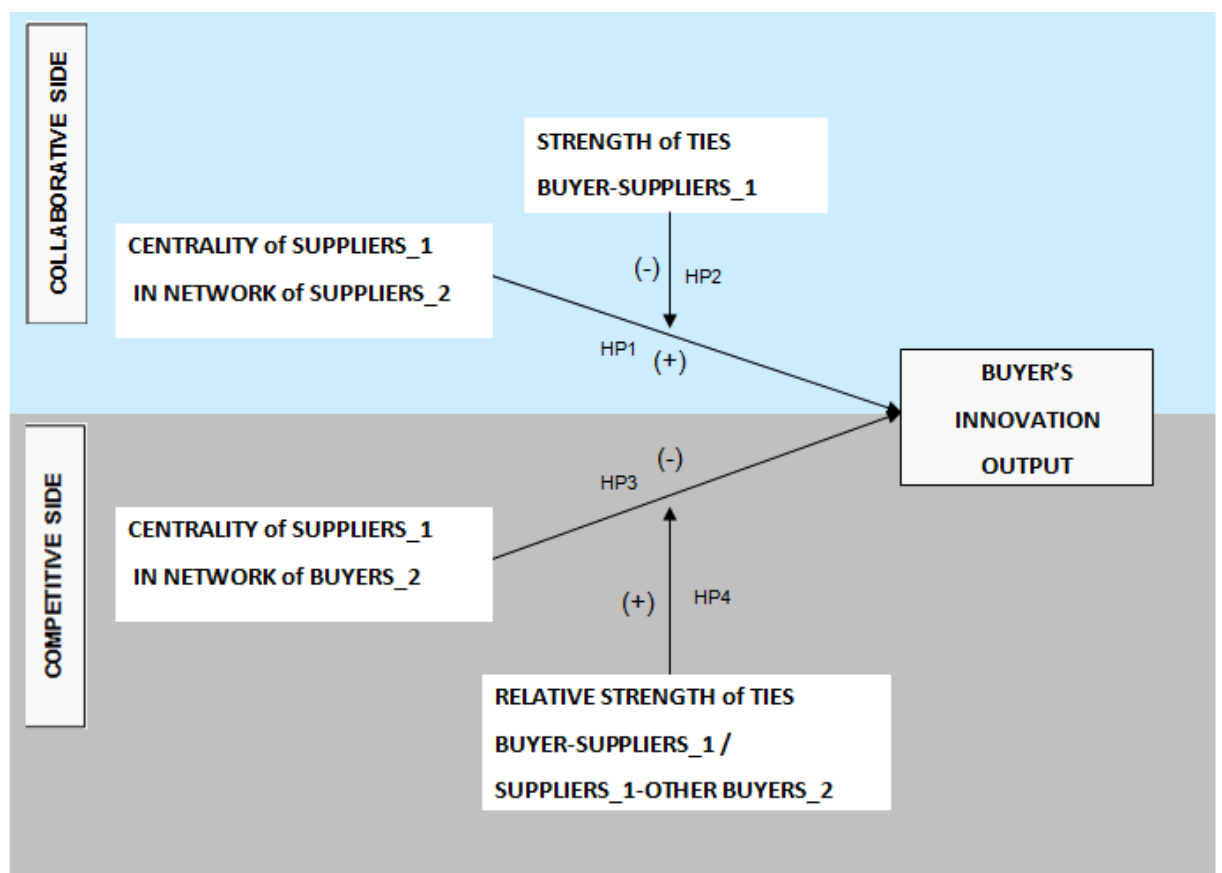 COLLABORATIVE SIDE
STRENGTH of TIES
BUYER-SUPPLIERS_1
CENTRALITY of SUPPLIERS_1
IN NETWORK of SUPPLIERS_2
(-)
HP2
HP1
(+)
BUYER'S
INNOVATION
OUTPUT
COMPETITIVE SIDE
(-)
HP3
CENTRALITY of SUPPLIERS_1
IN NETWORK of BUYERS_2
(+)
HP4
RELATIVE STRENGTH of TIES
BUYER-SUPPLIERS_1 /
SUPPLIERS_1-OTHER BUYERS_2